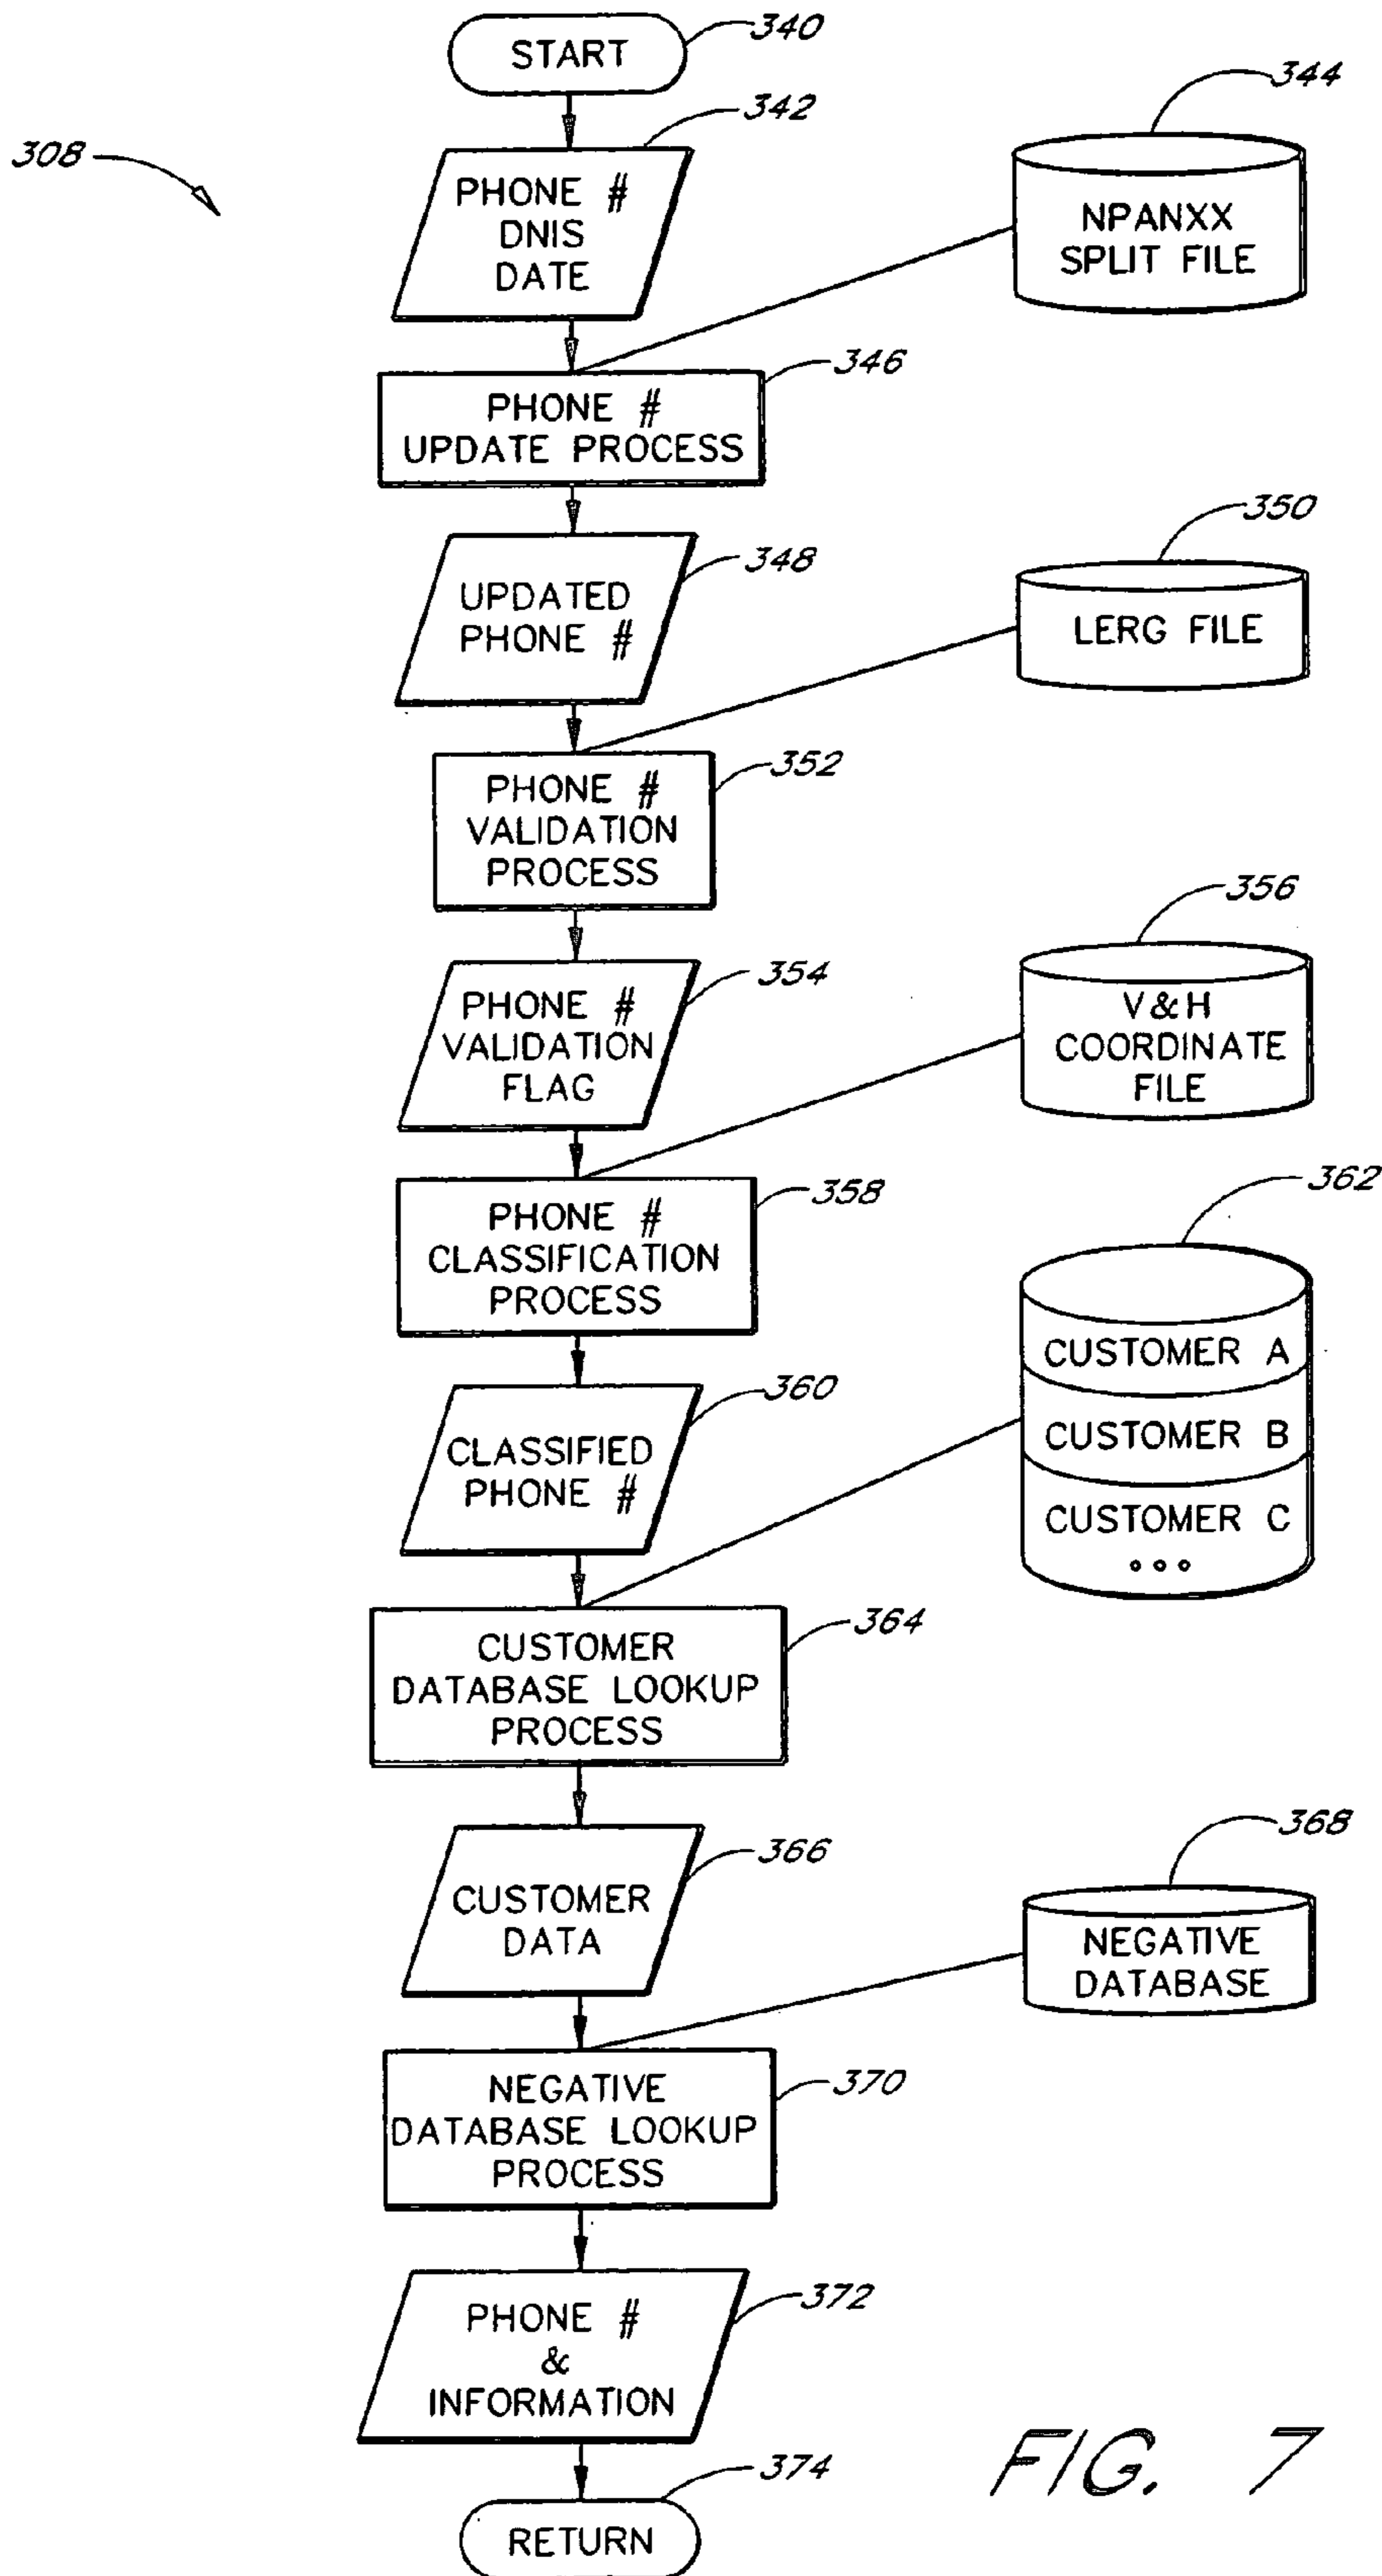 START
340
308
342
PHONE #
DNIS
DATE
344
NPANXX
SPLIT FILE
346
PHONE #
UPDATE PROCESS
348
UPDATED
PHONE #
350
LERG FILE
352
PHONE #
VALIDATION
PROCESS
354
PHONE #
VALIDATION
FLAG
356
V&H
COORDINATE
FILE
358
PHONE #
CLASSIFICATION
PROCESS
360
CLASSIFIED
PHONE #
362
CUSTOMER A
CUSTOMER B
CUSTOMER C
364
CUSTOMER
DATABASE LOOKUP
PROCESS
366
CUSTOMER
DATA
368
NEGATIVE
DATABASE
370
NEGATIVE
DATABASE LOOKUP
PROCESS
372
PHONE #
&
INFORMATION
374
RETURN
FIG. 7